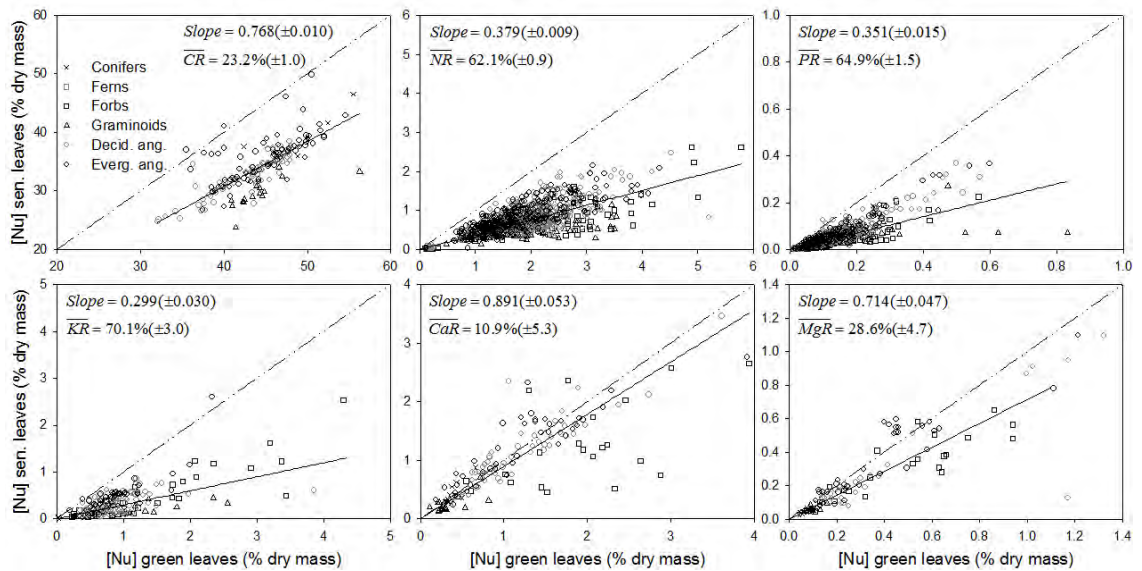 Slope = 0.768(±0.010)
CR = 23.2%(±1.0)
Conifers
Ferns
Forbs
Graminoids
Decid. ang.
Everg. ang.
60
50
40
30
20
20 30 40 50 60
[Nu] sen. leaves (% dry mass)
Slope = 0.379(±0.009)
NR = 62.1%(±0.9)
6
5
4
3
2
1
0
0 1 2 3 4 5 6
Slope = 0.351(±0.015)
PR = 64.9%(±1.5)
1.0
0.8
0.6
0.4
0.2
0.0
0.0 0.2 0.4 0.6 0.8 1.0
Slope = 0.299(±0.030)
KR = 70.1%(±3.0)
5
4
3
2
1
0
0 1 2 3 4 5
[Nu] sen. leaves (% dry mass)
[Nu] green leaves (% dry mass)
Slope = 0.891(±0.053)
CaR = 10.9%(±5.3)
4
3
2
1
0
0 1 2 3 4
[Nu] green leaves (% dry mass)
Slope = 0.714(±0.047)
MgR = 28.6%(±4.7)
1.4
1.2
1.0
0.8
0.6
0.4
0.2
0.0
0.0 0.2 0.4 0.6 0.8 1.0 1.2 1.4
[Nu] green leaves (% dry mass)